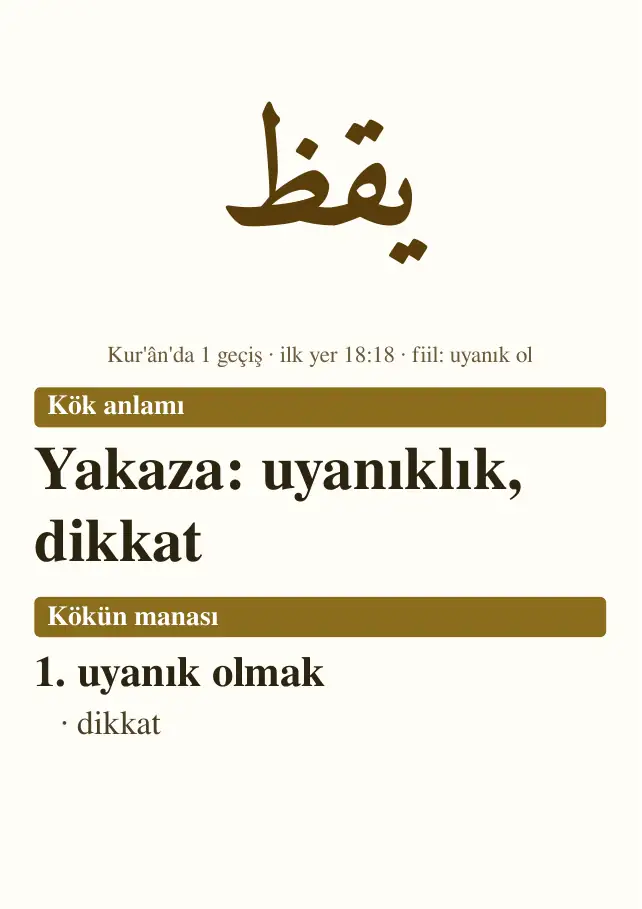 يقظ
Kur'ân'da 1 geçiş · ilk yer 18:18 · fiil: uyanık ol
Kök anlamı
Yakaza: uyanıklık,
dikkat
Kökün manası
1. uyanık olmak
· dikkat